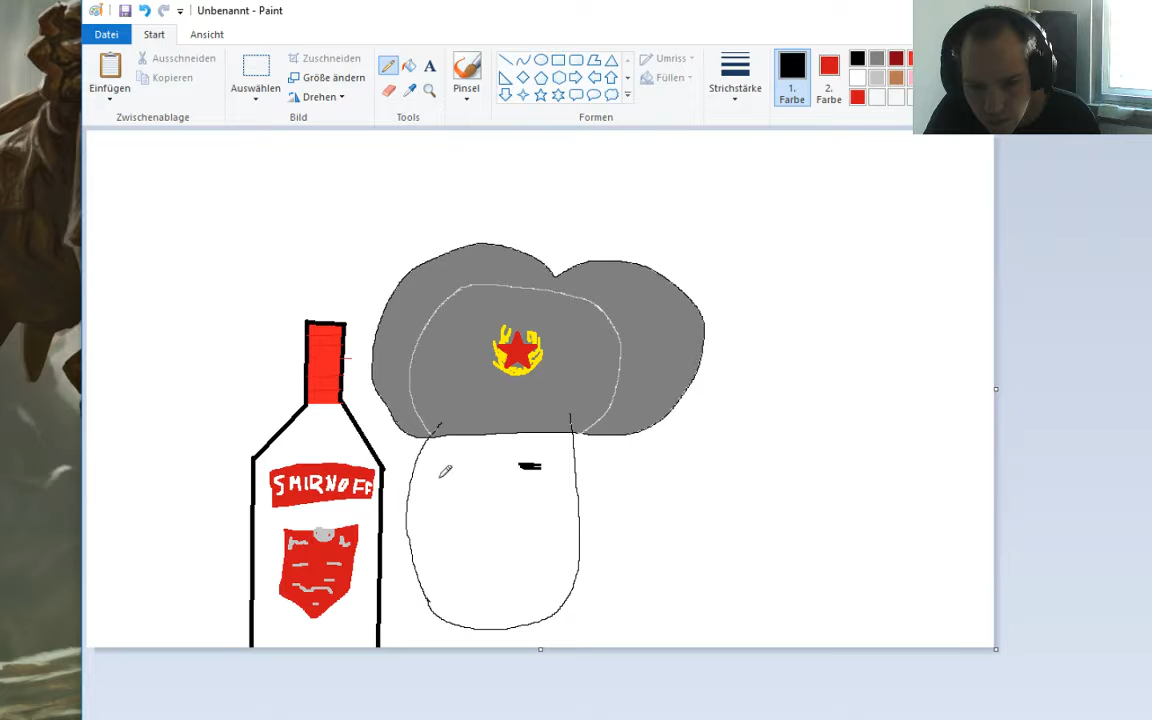 Unbenannt - Paint
Datei
Start
Ansicht
Einfügen
Ausschneiden
Kopieren
Zwischenablage
Auswählen
Zuschneiden
Größe ändern
Drehen
Bild
A
Tools
Pinsel
Umriss
Füllen
Formen
Strichstärke
1.
Farbe
2.
Farbe
SMIRNOFF